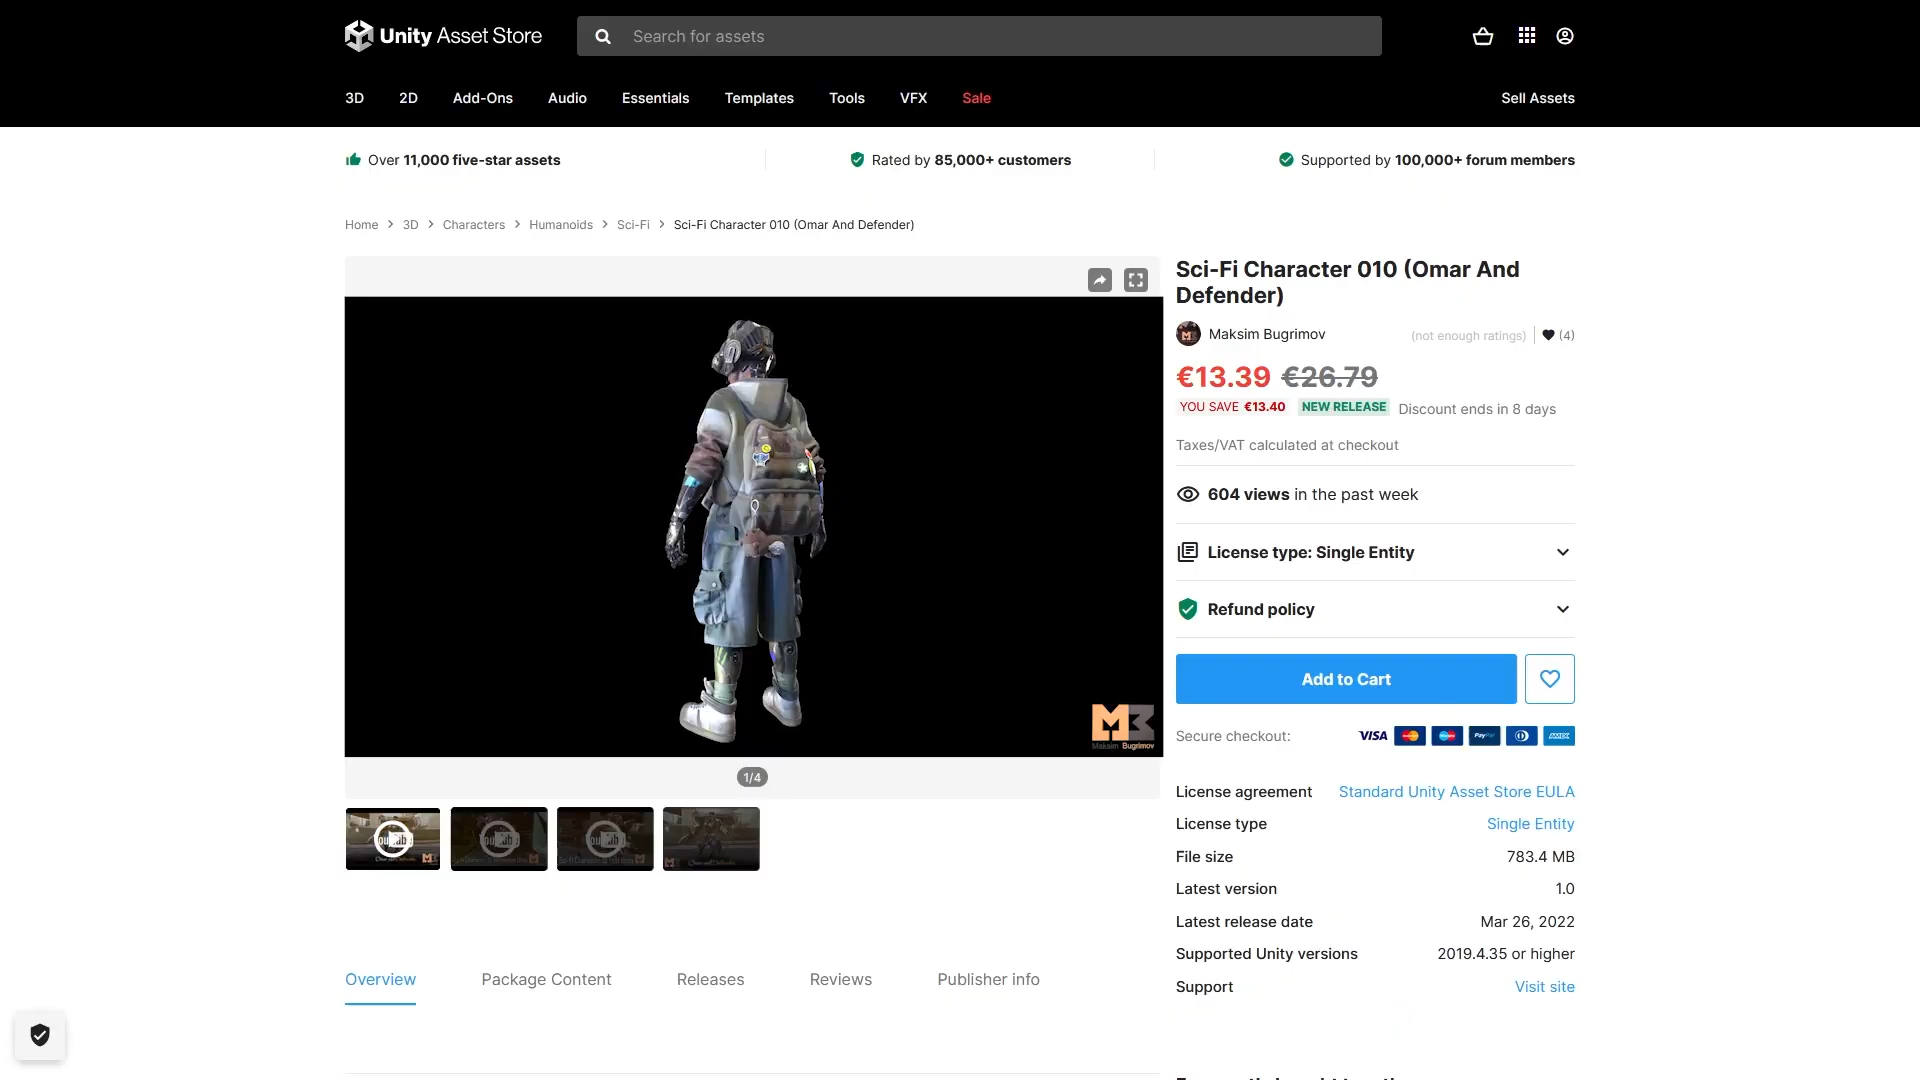 Unity Asset Store
Search for assets
3D
2D
Add-Ons
Audio
Essentials
Templates
Tools
VFX
Sale
Sell Assets
Over 11,000 five-star assets
Rated by 85,000+ customers
Supported by 100,000+ forum members
Home
3D
Characters
Humanoids
Sci-Fi
Sci-Fi Character 010 (Omar And Defender)
Maksim Bugrimov
1/4
Sci-Fi Character 010 (Omar And
Defender)
Maksim Bugrimov
(not enough ratings)
(4)
€13.39 €26.79
YOU SAVE €13.40
NEW RELEASE
Discount ends in 8 days
Taxes/VAT calculated at checkout
604 views in the past week
License type: Single Entity
Refund policy
Add to Cart
Secure checkout:
VISA
PayPal
AMEX
License agreement
Standard Unity Asset Store EULA
License type
Single Entity
File size
783.4 MB
Latest version
1.0
Latest release date
Mar 26, 2022
Supported Unity versions
2019.4.35 or higher
Support
Visit site
Overview
Package Content
Releases
Reviews
Publisher info